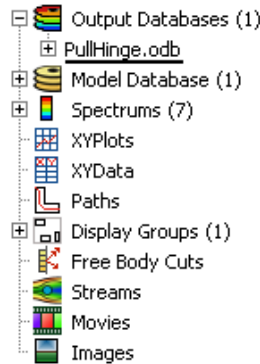 Output Databases (1)
PullHinge.odb
Model Database (1)
Spectrums (7)
XYPlots
XYData
Paths
Display Groups (1)
Free Body Cuts
Streams
Movies
Images